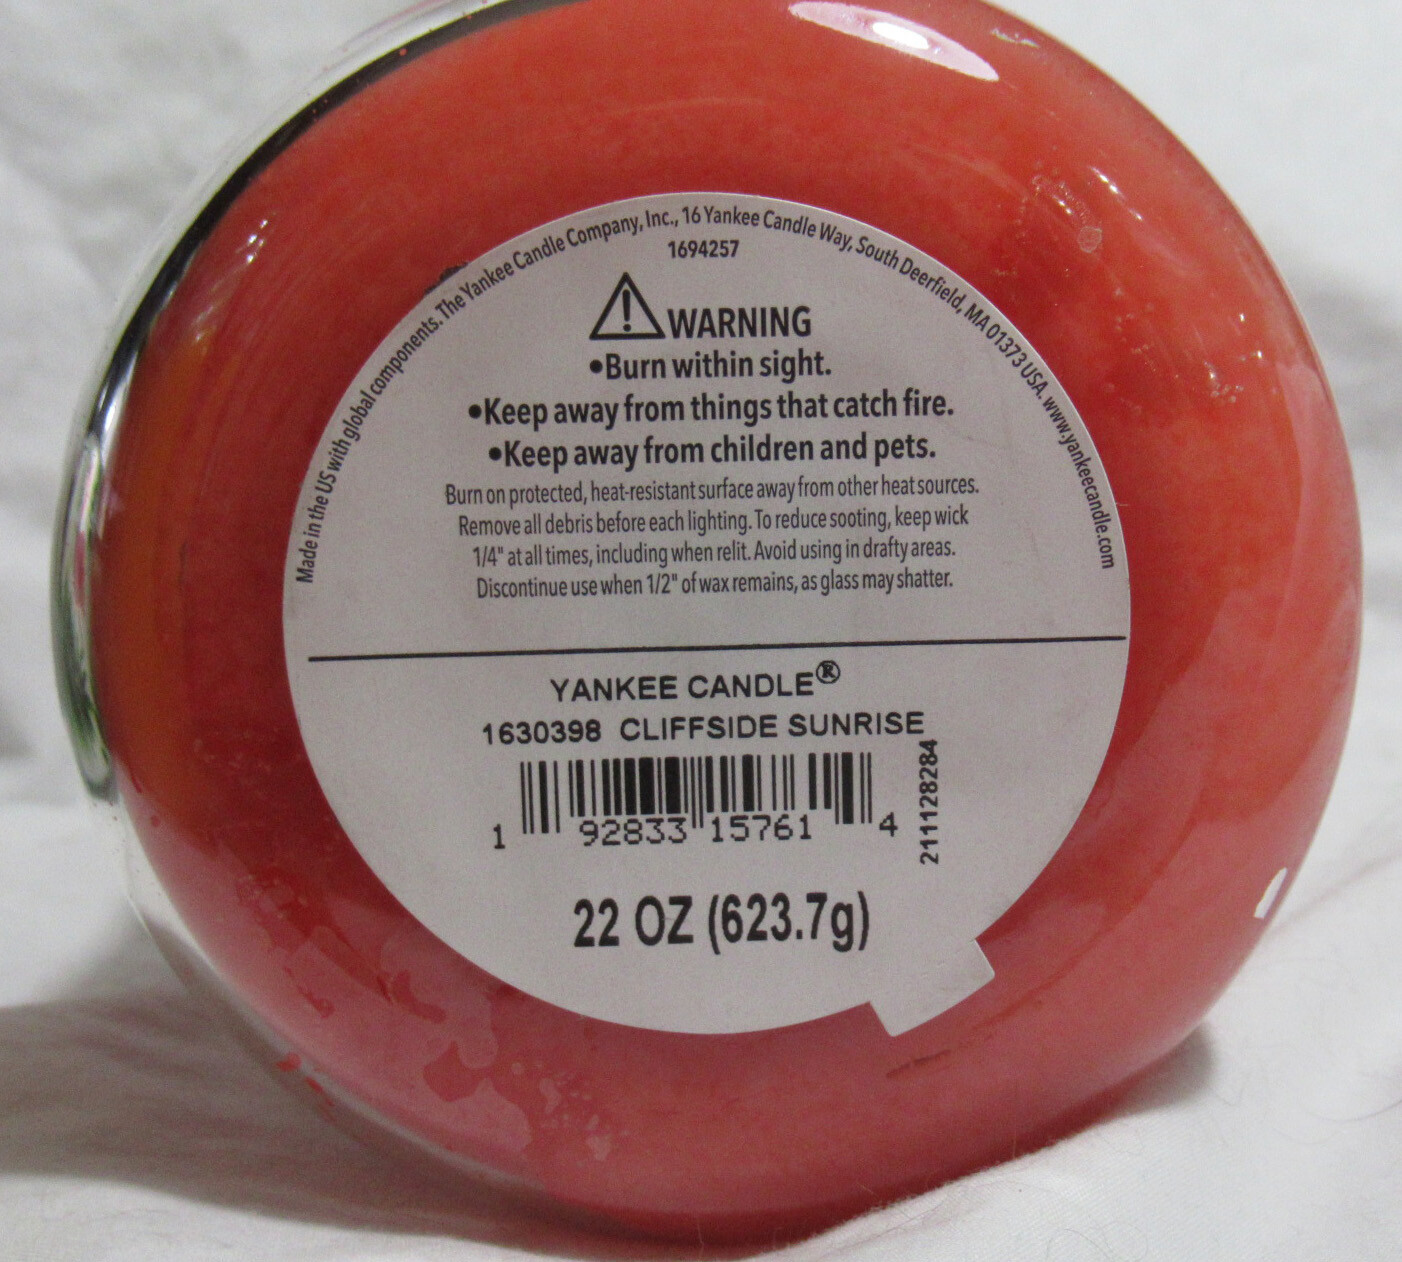 Made in the US with global components. The Yankee Candle Company, Inc., 16 Yankee Candle Way, South Deerfield, MA 01373 USA. www.yankeecandle.com
1694257
WARNING
•Burn within sight.
•Keep away from things that catch fire.
•Keep away from children and pets.
Burn on protected, heat-resistant surface away from other heat sources.
Remove all debris before each lighting. To reduce sooting, keep wick
1/4" at all times, including when relit. Avoid using in drafty areas.
Discontinue use when 1/2" of wax remains, as glass may shatter.
YANKEE CANDLE®
1630398 CLIFFSIDE SUNRISE
1 92833 15761 4
211128284
22 OZ (623.7g)